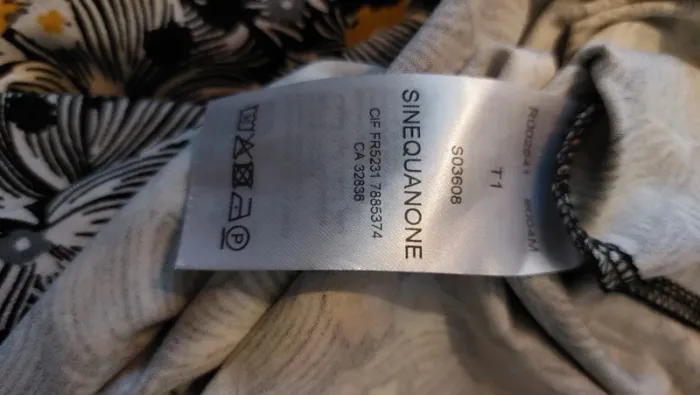 T1
S03608
SINEQUANONE
CIF FR5231 7885374
CA 32836
P